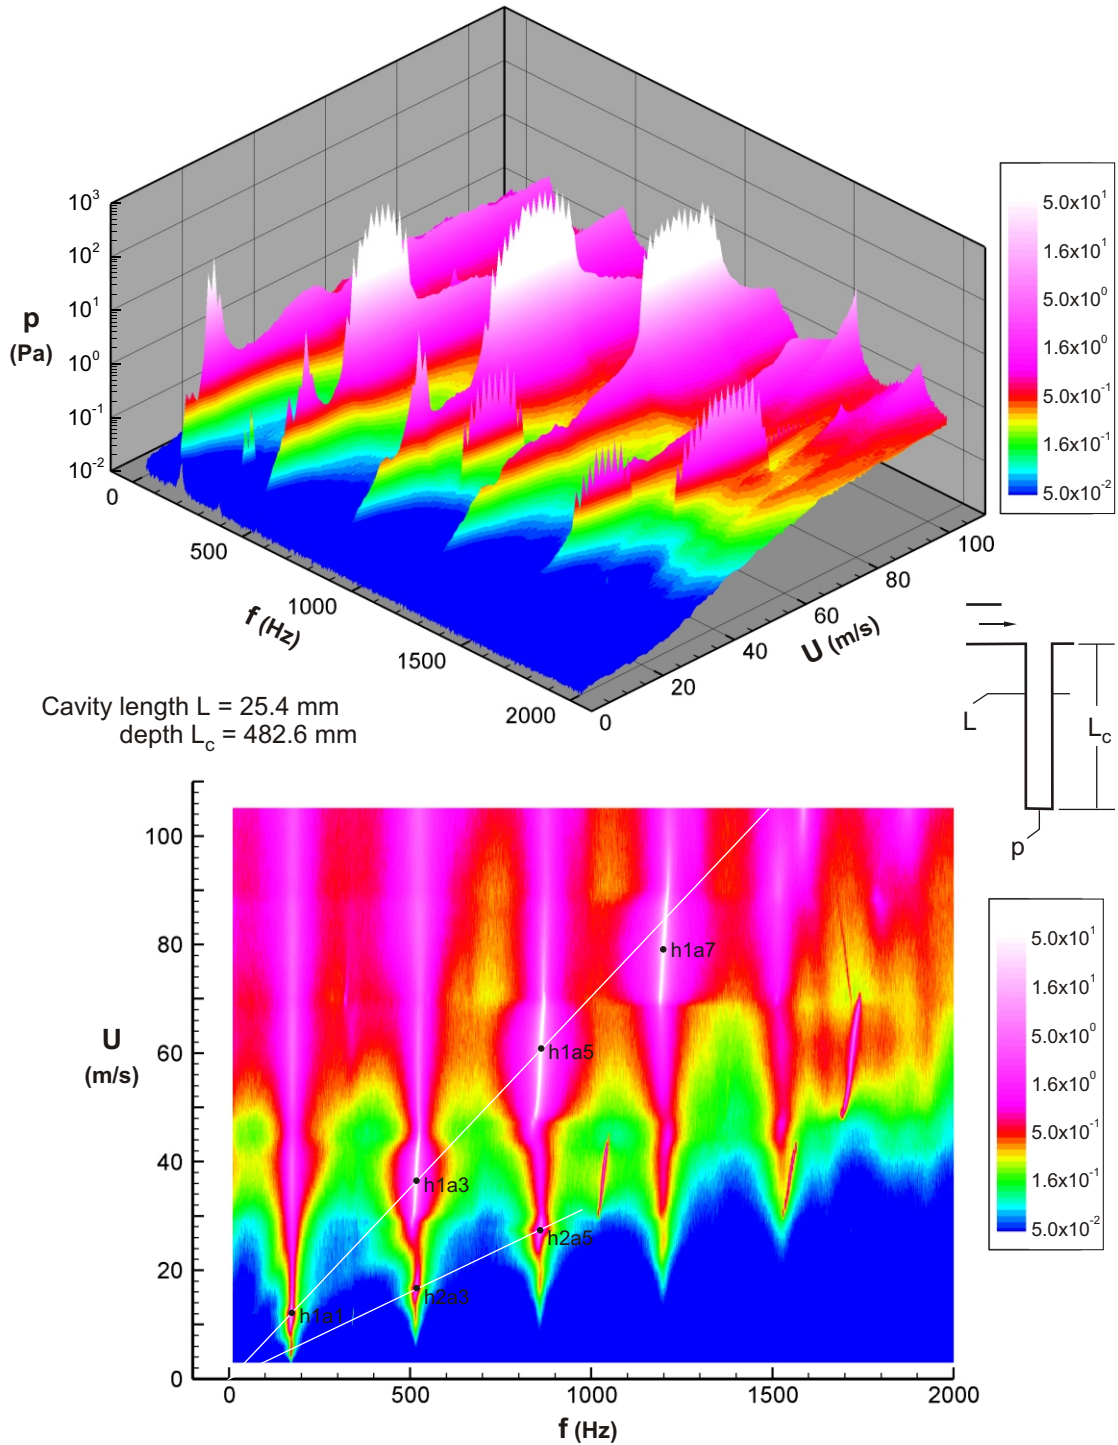 10³
10²
10¹
10⁰
10⁻¹
10⁻²
p
(Pa)
0
500
1000
1500
2000
f (Hz)
0
20
40
60
80
100
U (m/s)
5.0x10¹
1.6x10¹
5.0x10⁰
1.6x10⁰
5.0x10⁻¹
1.6x10⁻¹
5.0x10⁻²
Cavity length L = 25.4 mm
depth L꜀ = 482.6 mm
L
L꜀
p
100
80
60
40
20
0
U
(m/s)
h1a7
h1a5
h1a3
h2a5
h2a3
h1a1
0
500
1000
1500
2000
f (Hz)
5.0x10¹
1.6x10¹
5.0x10⁰
1.6x10⁰
5.0x10⁻¹
1.6x10⁻¹
5.0x10⁻²